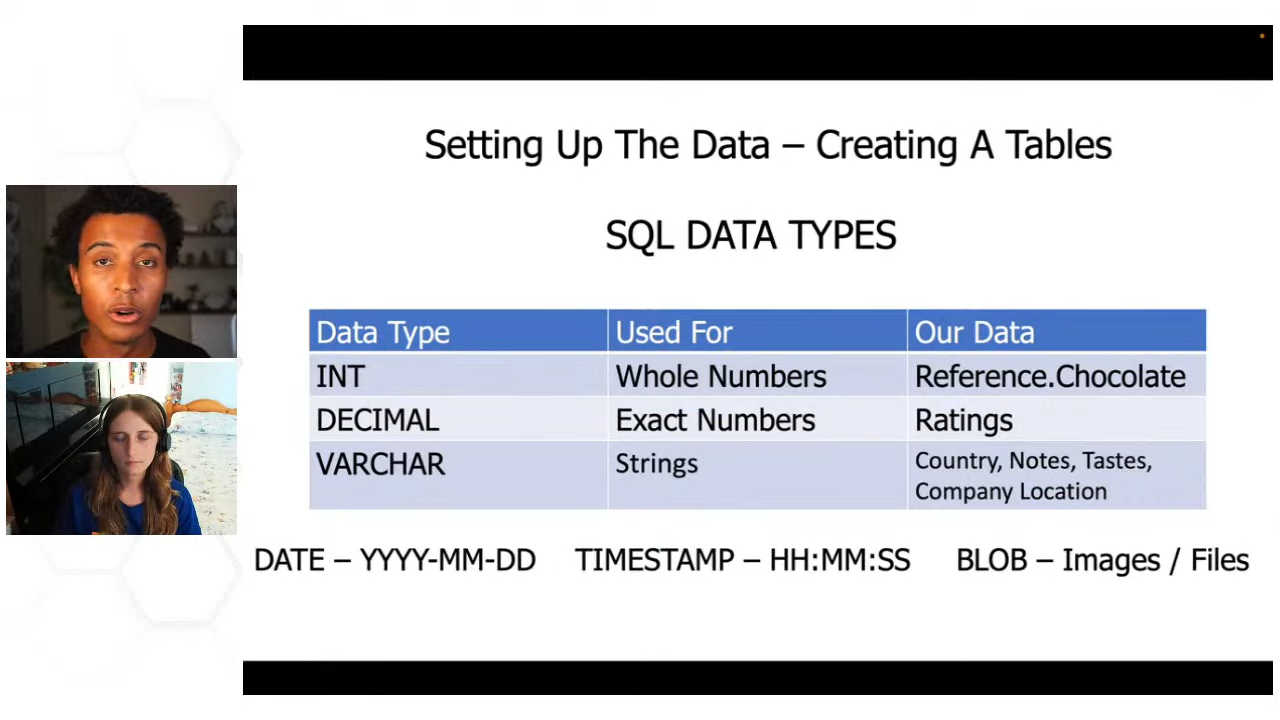 Setting Up The Data – Creating A Tables
SQL DATA TYPES
Data Type Used For Our Data
INT Whole Numbers Reference.Chocolate
DECIMAL Exact Numbers Ratings
VARCHAR Strings Country, Notes, Tastes,
Company Location
DATE – YYYY-MM-DD TIMESTAMP – HH:MM:SS BLOB – Images / Files